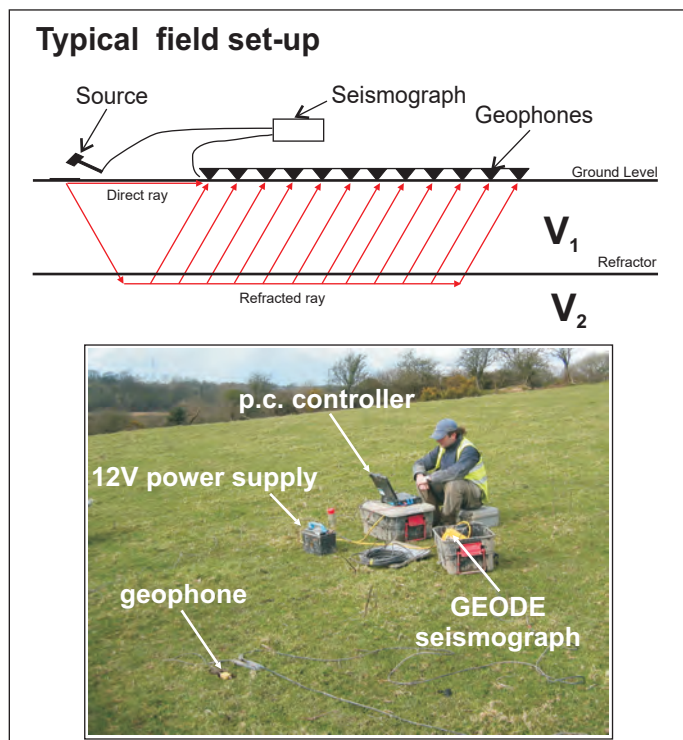 Typical field set-up
Source
Seismograph
Geophones
Ground Level
Direct ray
V1
Refractor
Refracted ray
V2
p.c. controller
12V power supply
geophone
GEODE
seismograph